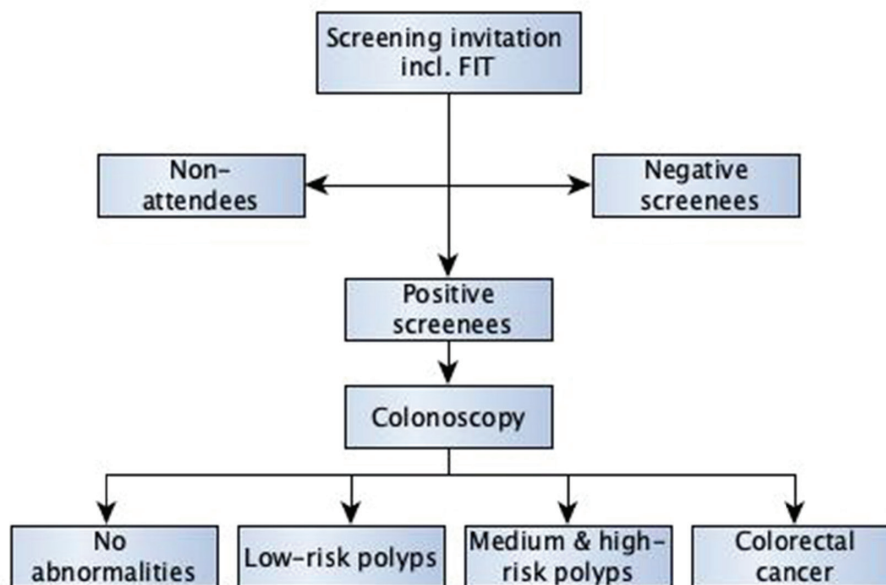 Screening invitation
incl. FIT
Non-
attendees
Negative
screenees
Positive
screenees
Colonoscopy
No
abnormalities
Low-risk polyps
Medium & high-
risk polyps
Colorectal
cancer